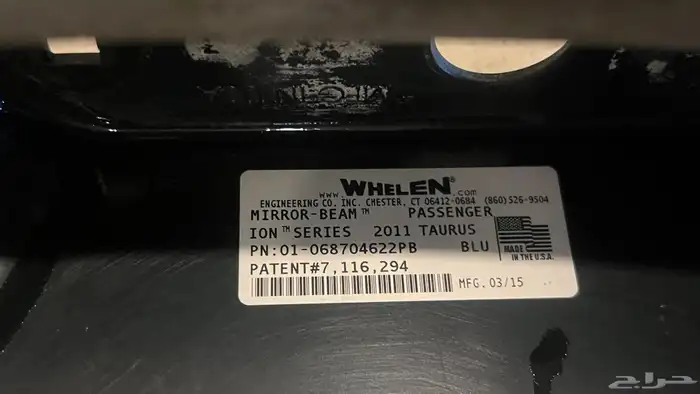 www.WHELEN®.com
ENGINEERING CO. INC. CHESTER, CT 06412-0684 (860)526-9504
MIRROR-BEAM™ PASSENGER
ION™ SERIES 2011 TAURUS
PN:01-068704622PB BLU
MADE
IN THE U.S.A.
PATENT#7,116,294
MFG.03/15
حراج